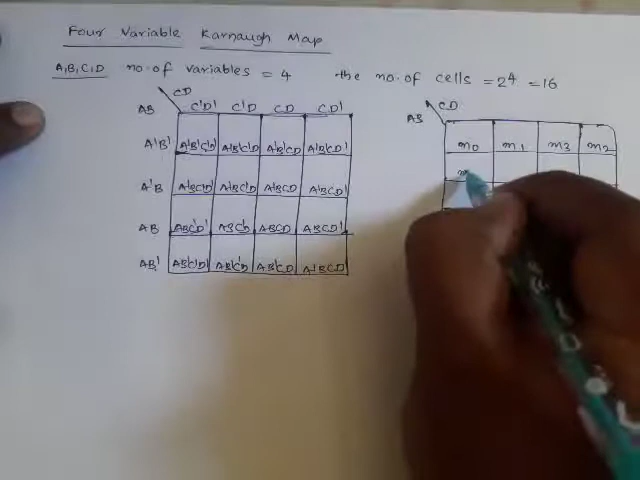 Four Variable Karnaugh Map
A,B,C,D no. of variables = 4 the no. of cells = 2⁴ = 16
AB CD C'D' C'D CD CD' AB CD
A'B' A'B'C'D' A'B'C'D A'B'CD A'B'CD' m0 m1 m3 m2
A'B A'BC'D' A'BC'D A'BCD A'BCD' m
AB ABC'D' ABC'D ABCD ABCD'
AB' AB'C'D' AB'C'D AB'CD A'BCD'